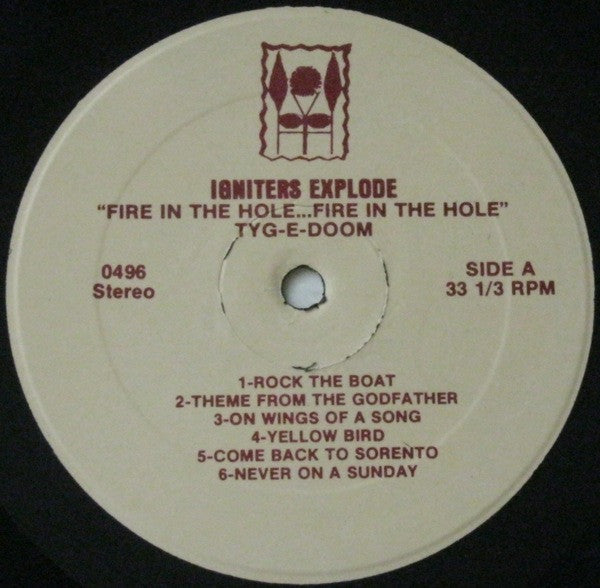 IGNITERS EXPLODE
"FIRE IN THE HOLE...FIRE IN THE HOLE"
TYG-E-DOOM
0496
Stereo
SIDE A
33 1/3 RPM
1-ROCK THE BOAT
2-THEME FROM THE GODFATHER
3-ON WINGS OF A SONG
4-YELLOW BIRD
5-COME BACK TO SORENTO
6-NEVER ON A SUNDAY